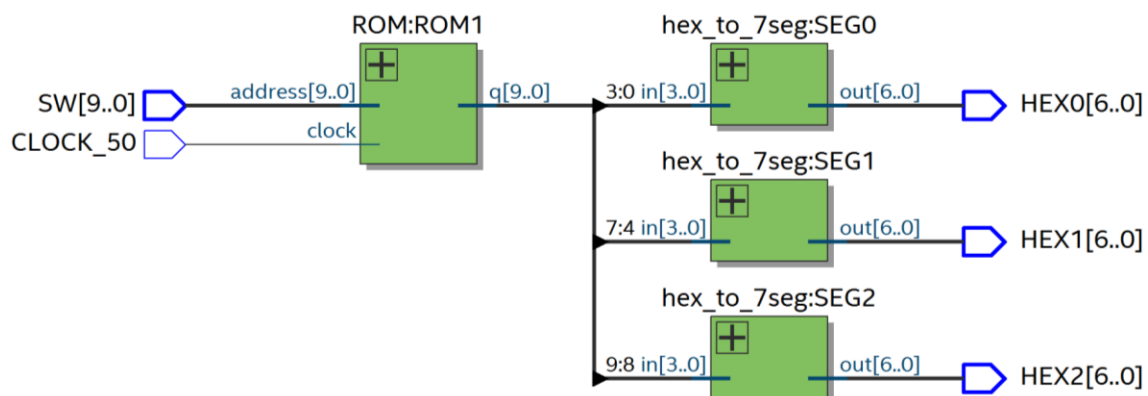 ROM:ROM1
hex_to_7seg:SEG0
SW[9..0]
address[9..0]
q[9..0]
3:0 in[3..0]
out[6..0]
HEX0[6..0]
CLOCK_50
clock
hex_to_7seg:SEG1
7:4 in[3..0]
out[6..0]
HEX1[6..0]
hex_to_7seg:SEG2
9:8 in[3..0]
out[6..0]
HEX2[6..0]